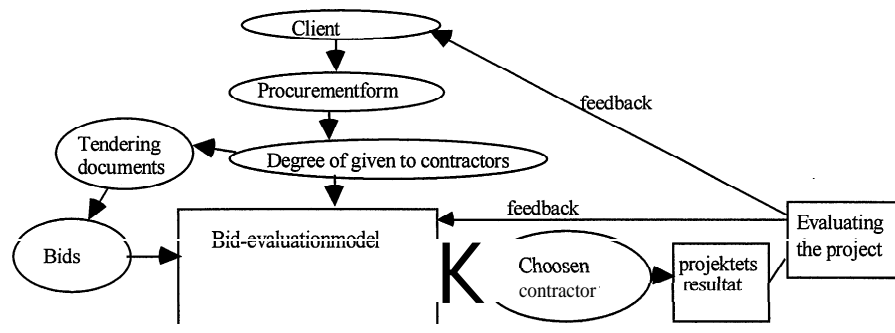 Client
Procurementform
feedback
Tendering
documents
Degree of given to contractors
feedback
Bid-evaluationmodel
Evaluating
the project
Bids
K
Choosen
contractor
projektets
resultat